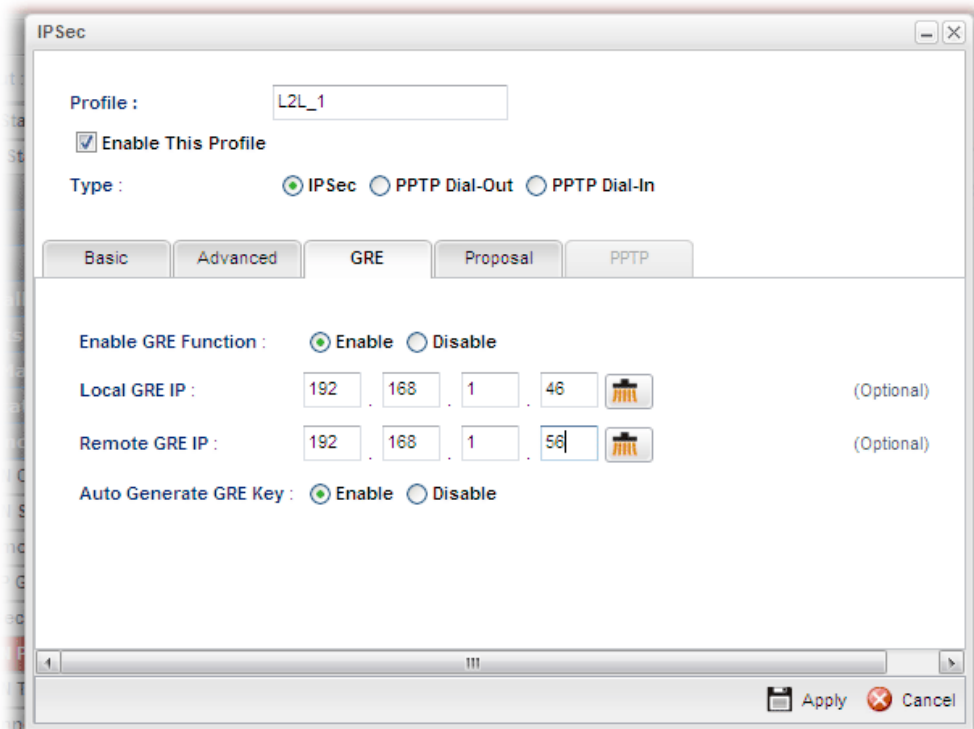 IPSec
Profile :
L2L_1
Enable This Profile
Type :
IPSec PPTP Dial-Out PPTP Dial-In
Basic Advanced GRE Proposal PPTP
Enable GRE Function : Enable Disable
Local GRE IP : 192 . 168 . 1 . 46 (Optional)
Remote GRE IP : 192 . 168 . 1 . 56 (Optional)
Auto Generate GRE Key : Enable Disable
Apply Cancel